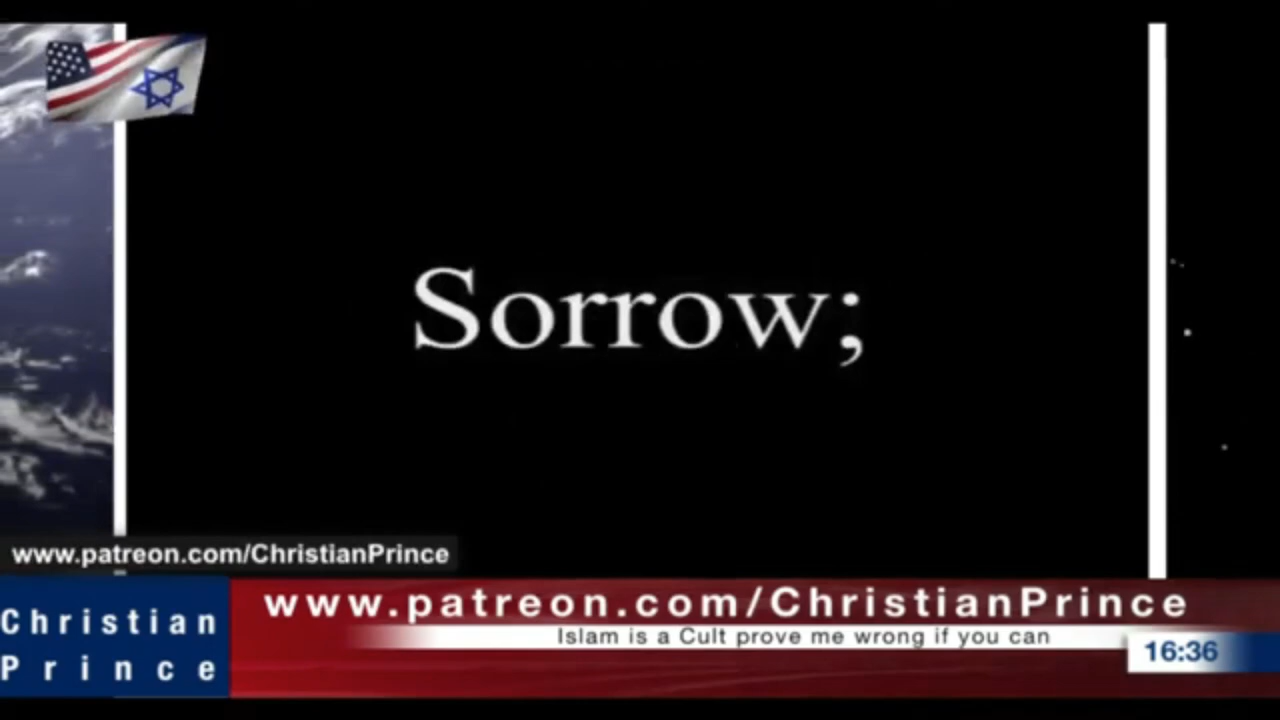 Sorrow;
www.patreon.com/ChristianPrince
Christian
Prince
www.patreon.com/ChristianPrince
Islam is a Cult prove me wrong if you can
16:36